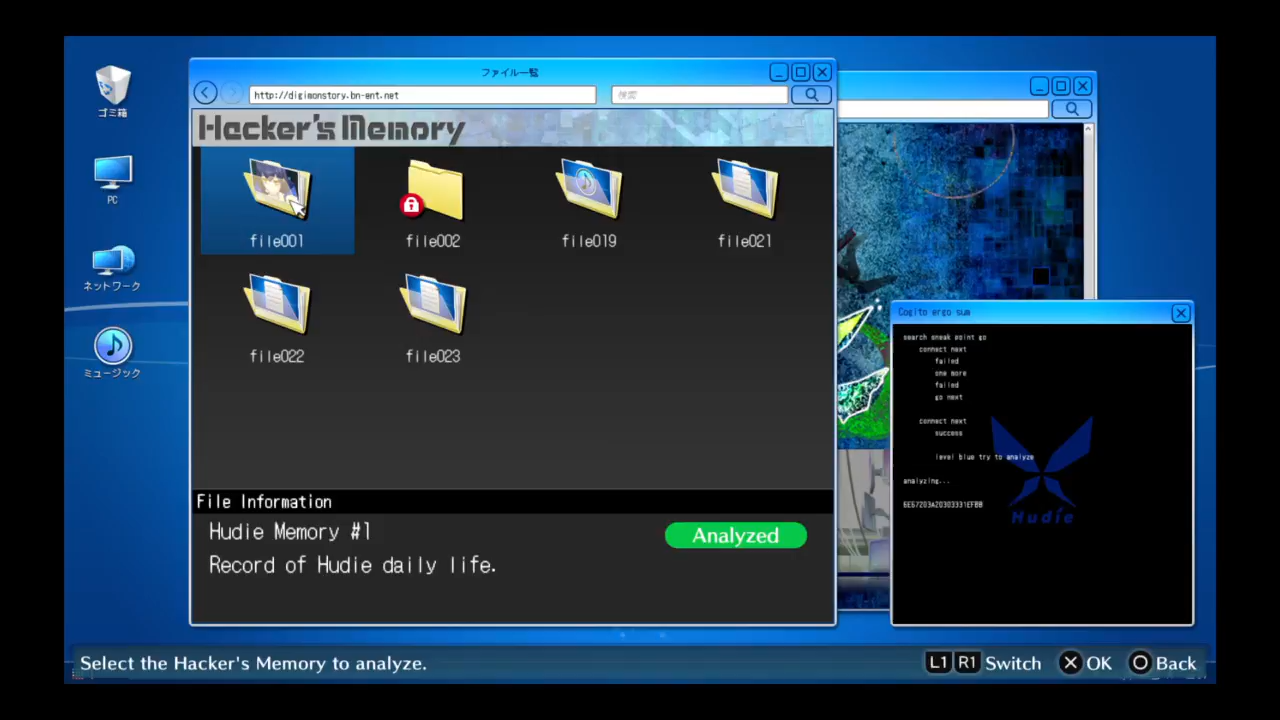 ゴミ箱
PC
ネットワーク
ミュージック
ファイル一覧
http://digimonstory.bn-ent.net
検索
Hacker's Memory
file001
file002
file019
file021
file022
file023
File Information
Hudie Memory #1
Analyzed
Record of Hudie daily life.
Cogito ergo sum
search sneak point go
connect next
failed
one more
failed
go next
connect next
success
level blue try to analyze
analyzing...
6E67203A20303331EFBB
Hudie
Select the Hacker's Memory to analyze.
L1 R1 Switch OK Back